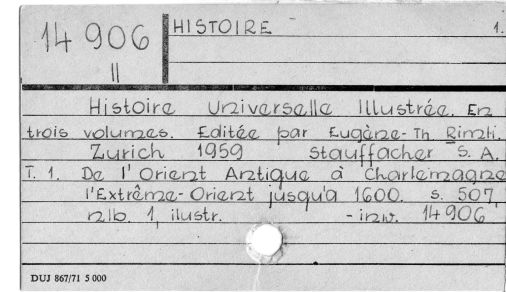 14 906
II
HISTOIRE 1.
Histoire Universelle Illustrée. En
trois volumes. Editée par Eugène-Th Rimli.
Zurich 1959 Stauffacher S. A.
T. 1. De l'Orient Antique à Charlemagne
l'Extrême-Orient jusqu'a 1600. s. 507,
nlb. 1, ilustr. - inw. 14 906
DUJ 867/71 5 000